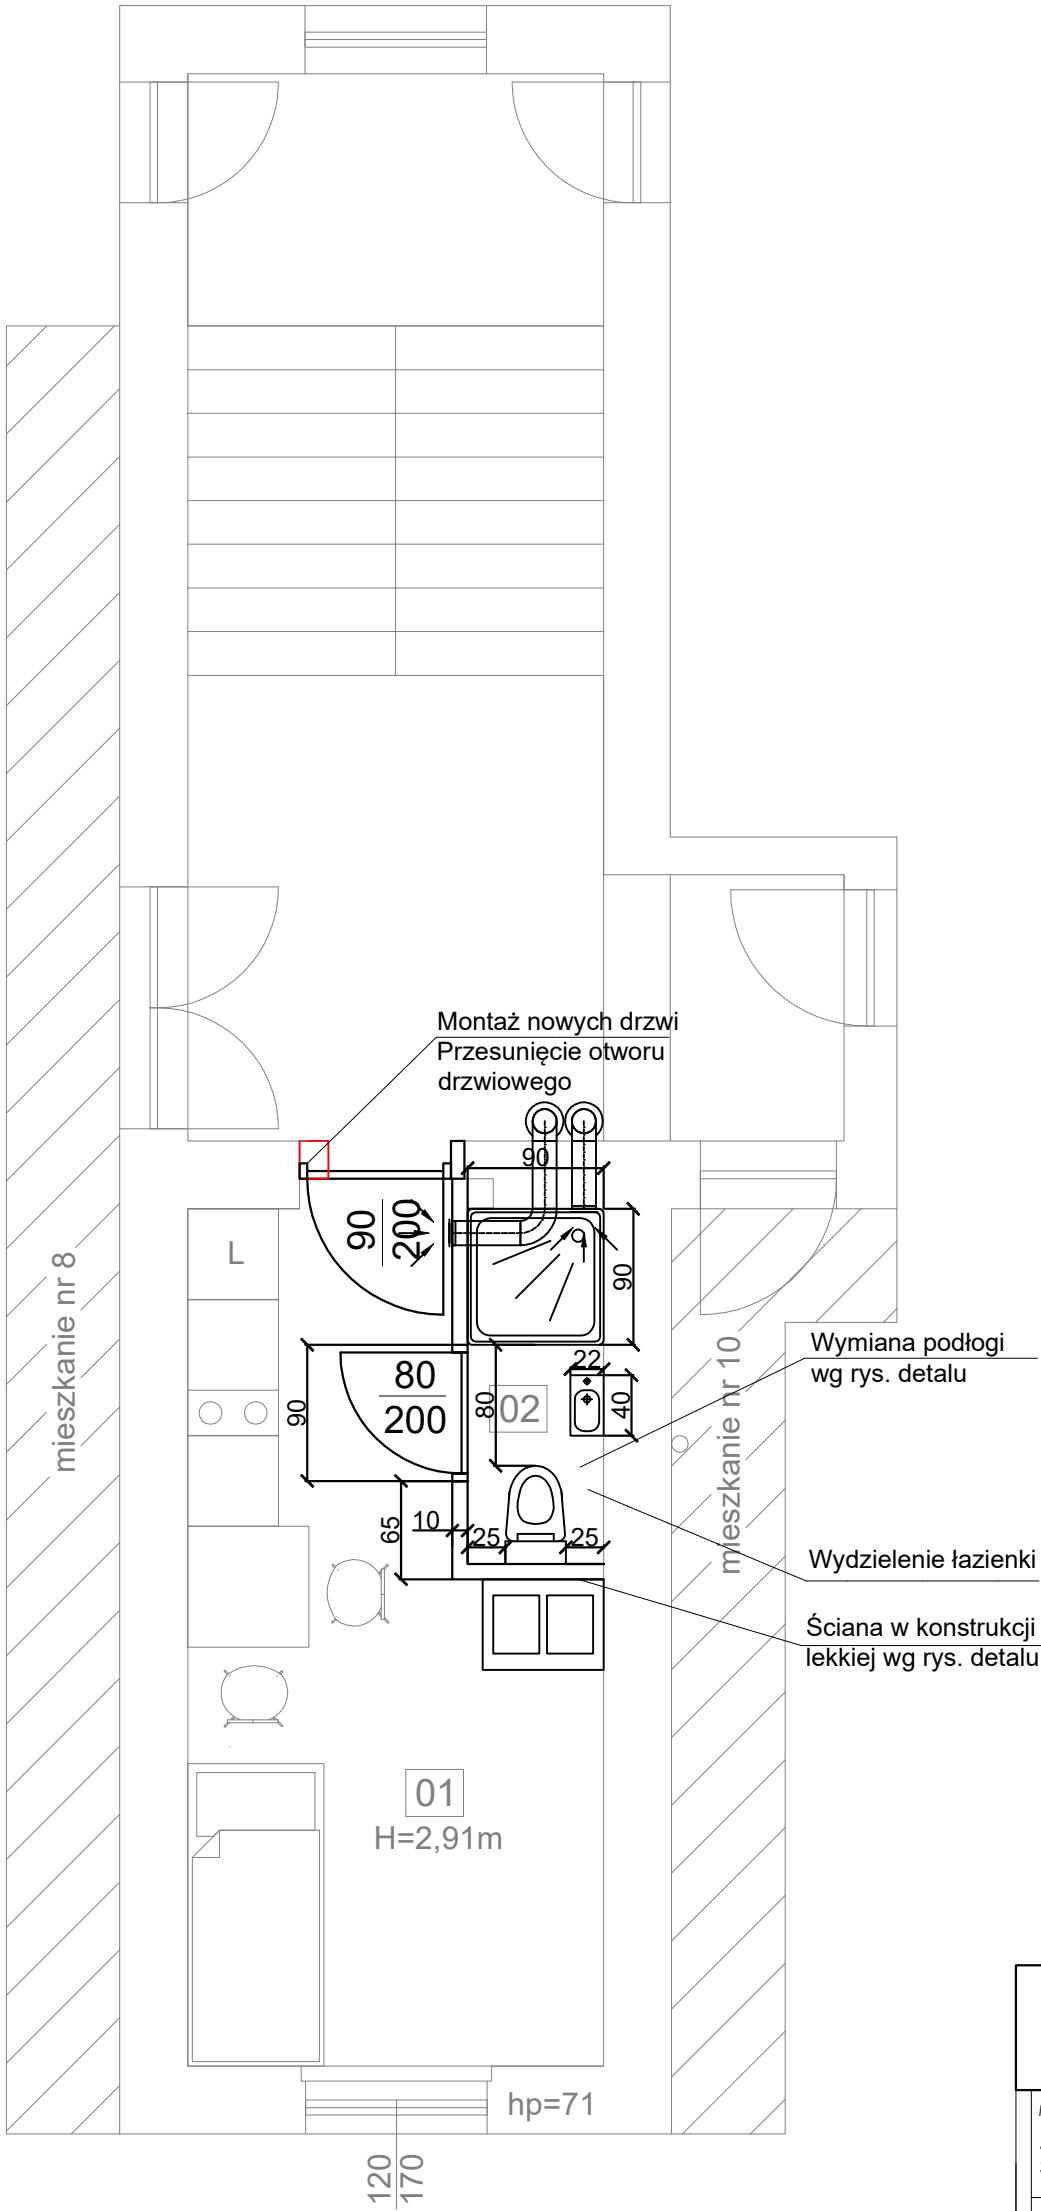 Montaż nowych drzwi
Przesunięcie otworu
drzwiowego
90
90
200
90
L
mieszkanie nr 8
mieszkanie nr 10
Wymiana podłogi
wg rys. detalu
22
80
200
90
80
02
40
65
10
25
25
Wydzielenie łazienki
Ściana w konstrukcji
lekkiej wg rys. detalu
01
H=2,91m
hp=71
120
170